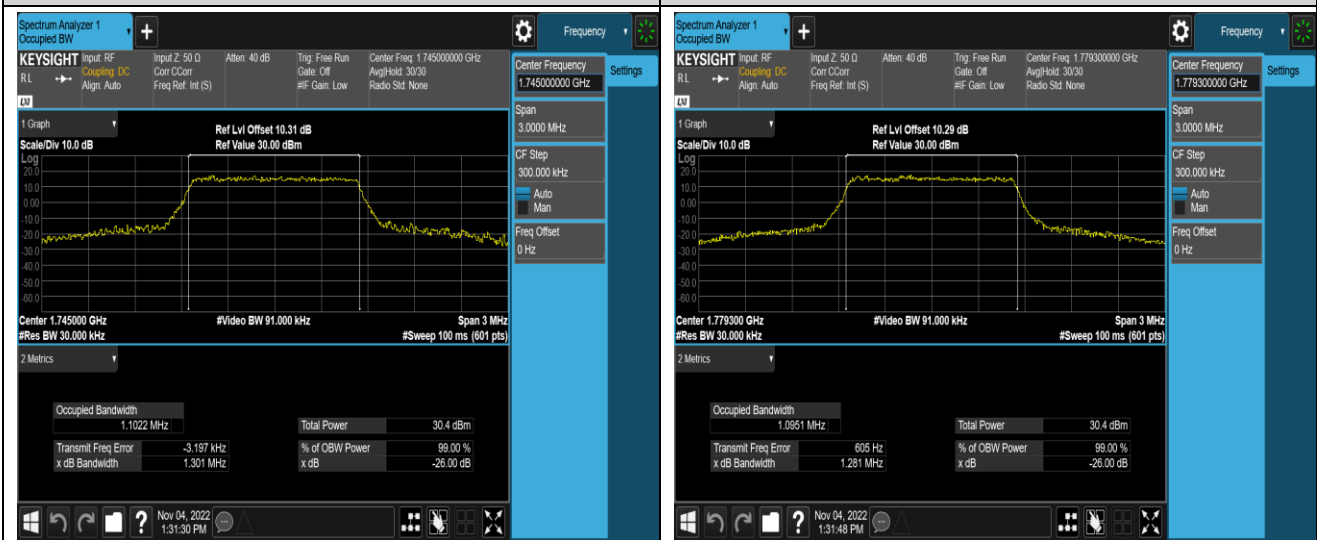 Spectrum Analyzer 1
Occupied BW
+
Frequency
KEYSIGHT
Input: RF
Coupling: DC
Align: Auto
Input Z: 50 Ω
Corr CCorr
Freq Ref: Int (S)
Atten: 40 dB
Trig: Free Run
Gate: Off
#IF Gain: Low
Center Freq: 1.745000000 GHz
Avg|Hold: 30/30
Radio Std: None
RL
LXI
Center Frequency
1.745000000 GHz
Settings
Span
3.0000 MHz
CF Step
300.000 kHz
Auto
Man
Freq Offset
0 Hz
1 Graph
Ref Lvl Offset 10.31 dB
Scale/Div 10.0 dB
Ref Value 30.00 dBm
Log
20.0
10.0
0.00
-10.0
-20.0
-30.0
-40.0
-50.0
-60.0
Center 1.745000 GHz
#Video BW 91.000 kHz
Span 3 MHz
#Res BW 30.000 kHz
#Sweep 100 ms (601 pts)
2 Metrics
Occupied Bandwidth
1.1022 MHz
Total Power 30.4 dBm
Transmit Freq Error -3.197 kHz
% of OBW Power 99.00 %
x dB Bandwidth 1.301 MHz
x dB -26.00 dB
?
Nov 04, 2022
1:31:30 PM
Spectrum Analyzer 1
Occupied BW
+
Frequency
KEYSIGHT
Input: RF
Coupling: DC
Align: Auto
Input Z: 50 Ω
Corr CCorr
Freq Ref: Int (S)
Atten: 40 dB
Trig: Free Run
Gate: Off
#IF Gain: Low
Center Freq: 1.779300000 GHz
Avg|Hold: 30/30
Radio Std: None
RL
LXI
Center Frequency
1.779300000 GHz
Settings
Span
3.0000 MHz
CF Step
300.000 kHz
Auto
Man
Freq Offset
0 Hz
1 Graph
Ref Lvl Offset 10.29 dB
Scale/Div 10.0 dB
Ref Value 30.00 dBm
Log
20.0
10.0
0.00
-10.0
-20.0
-30.0
-40.0
-50.0
-60.0
Center 1.779300 GHz
#Video BW 91.000 kHz
Span 3 MHz
#Res BW 30.000 kHz
#Sweep 100 ms (601 pts)
2 Metrics
Occupied Bandwidth
1.0951 MHz
Total Power 30.4 dBm
Transmit Freq Error 605 Hz
% of OBW Power 99.00 %
x dB Bandwidth 1.281 MHz
x dB -26.00 dB
?
Nov 04, 2022
1:31:48 PM